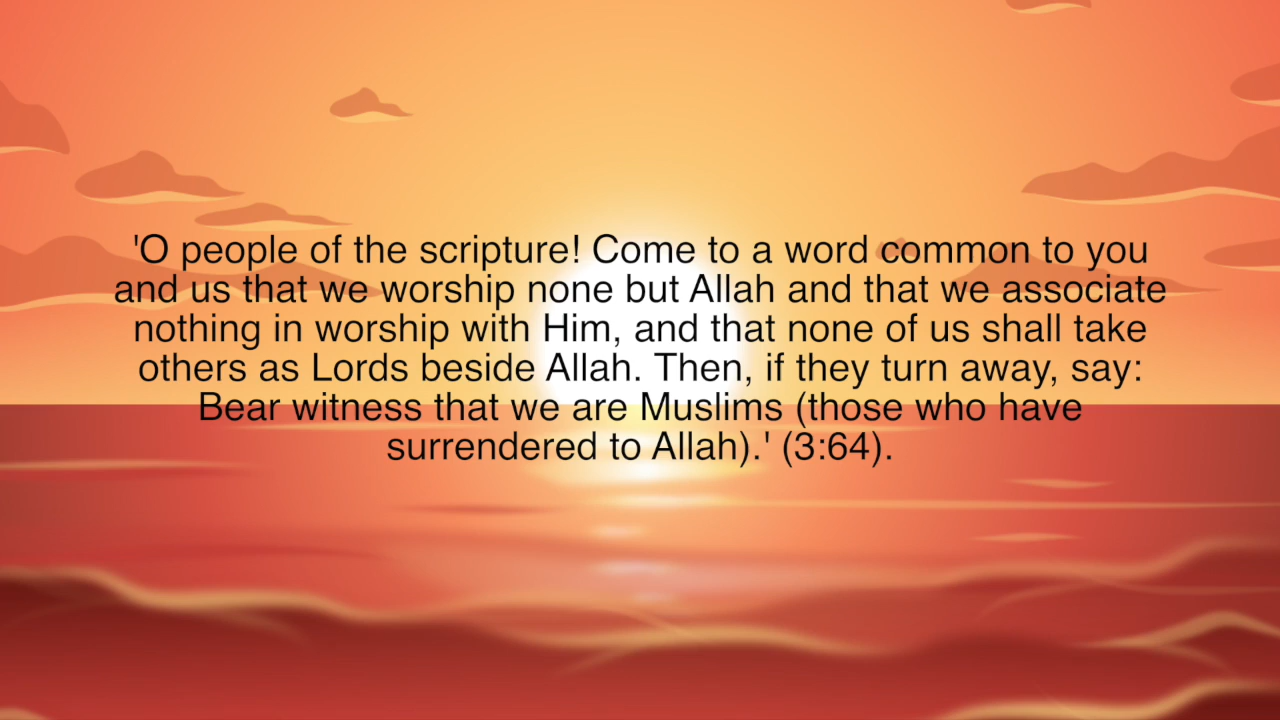 'O people of the scripture! Come to a word common to you
and us that we worship none but Allah and that we associate
nothing in worship with Him, and that none of us shall take
others as Lords beside Allah. Then, if they turn away, say:
Bear witness that we are Muslims (those who have
surrendered to Allah).' (3:64).